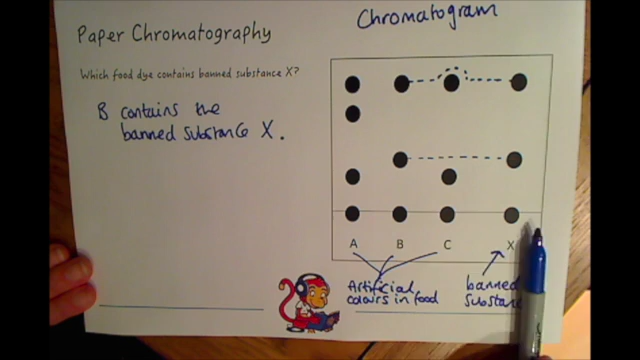 Chromatogram
Paper Chromatography
Which food dye contains banned substance X?
B contains the
banned substance X.
A B C X
Artificial
colours in food
banned